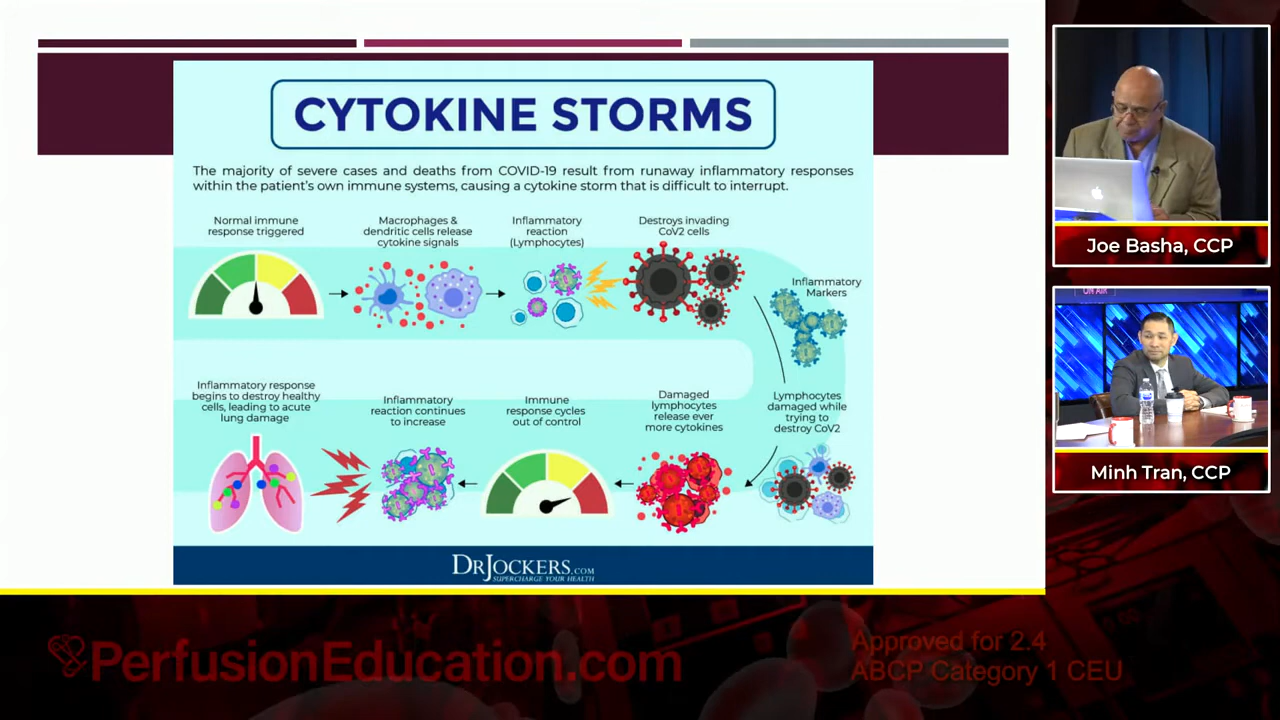 CYTOKINE STORMS
The majority of severe cases and deaths from COVID-19 result from runaway inflammatory responses
within the patient's own immune systems, causing a cytokine storm that is difficult to interrupt.
Normal immune
response triggered
Macrophages &
dendritic cells release
cytokine signals
Inflammatory
reaction
(Lymphocytes)
Destroys invading
CoV2 cells
Inflammatory
Markers
Inflammatory response
begins to destroy healthy
cells, leading to acute
lung damage
Inflammatory
reaction continues
to increase
Immune
response cycles
out of control
Damaged
lymphocytes
release ever
more cytokines
Lymphocytes
damaged while
trying to
destroy CoV2
DRJOCKERS.COM
SUPERCHARGE YOUR HEALTH
Joe Basha, CCP
ON AIR
Minh Tran, CCP
PerfusionEducation.com
Approved for 2.4
ABCP Category 1 CEU